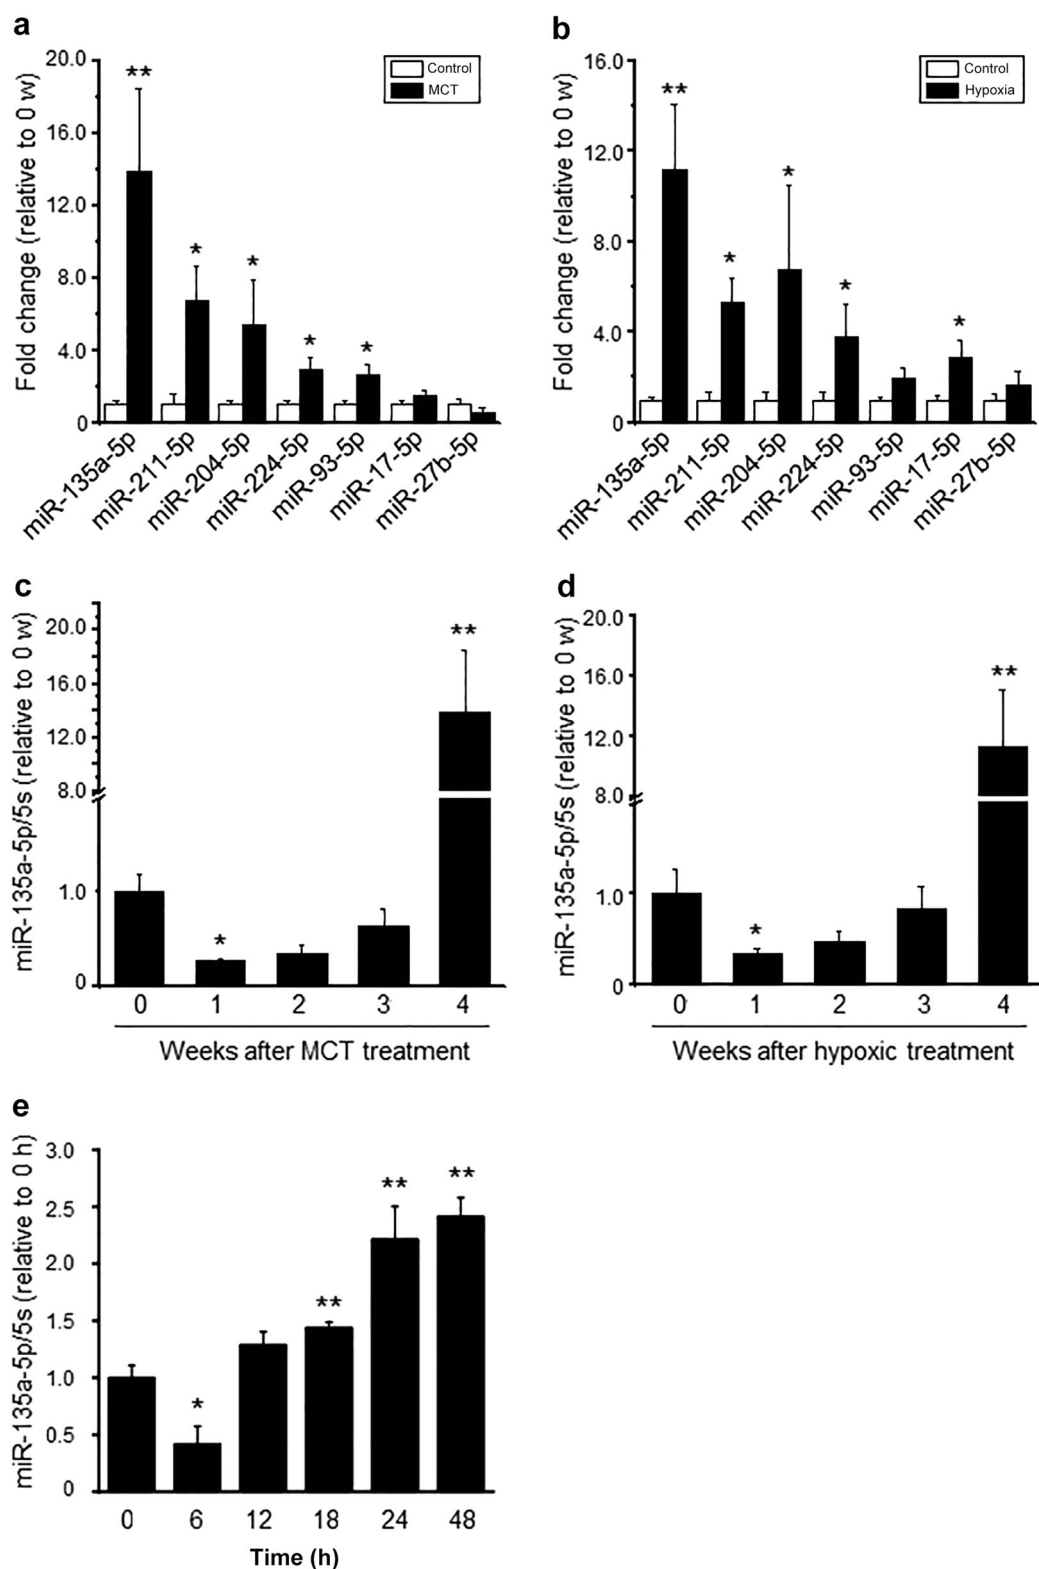 a
Fold change (relative to 0 w)
20.0
16.0
12.0
8.0
4.0
0
** * * * *
Control
MCT
miR-135a-5p
miR-211-5p
miR-204-5p
miR-224-5p
miR-93-5p
miR-17-5p
miR-27b-5p
b
Fold change (relative to 0 w)
16.0
12.0
8.0
4.0
0
** * * * *
Control
Hypoxia
miR-135a-5p
miR-211-5p
miR-204-5p
miR-224-5p
miR-93-5p
miR-17-5p
miR-27b-5p
c
miR-135a-5p/5s (relative to 0 w)
20.0
16.0
12.0
8.0
1.0
0
* **
0 1 2 3 4
Weeks after MCT treatment
d
miR-135a-5p/5s (relative to 0 w)
20.0
16.0
12.0
8.0
1.0
0
* **
0 1 2 3 4
Weeks after hypoxic treatment
e
miR-135a-5p/5s (relative to 0 h)
3.0
2.5
2.0
1.5
1.0
0.5
0
* ** ** **
0 6 12 18 24 48
Time (h)